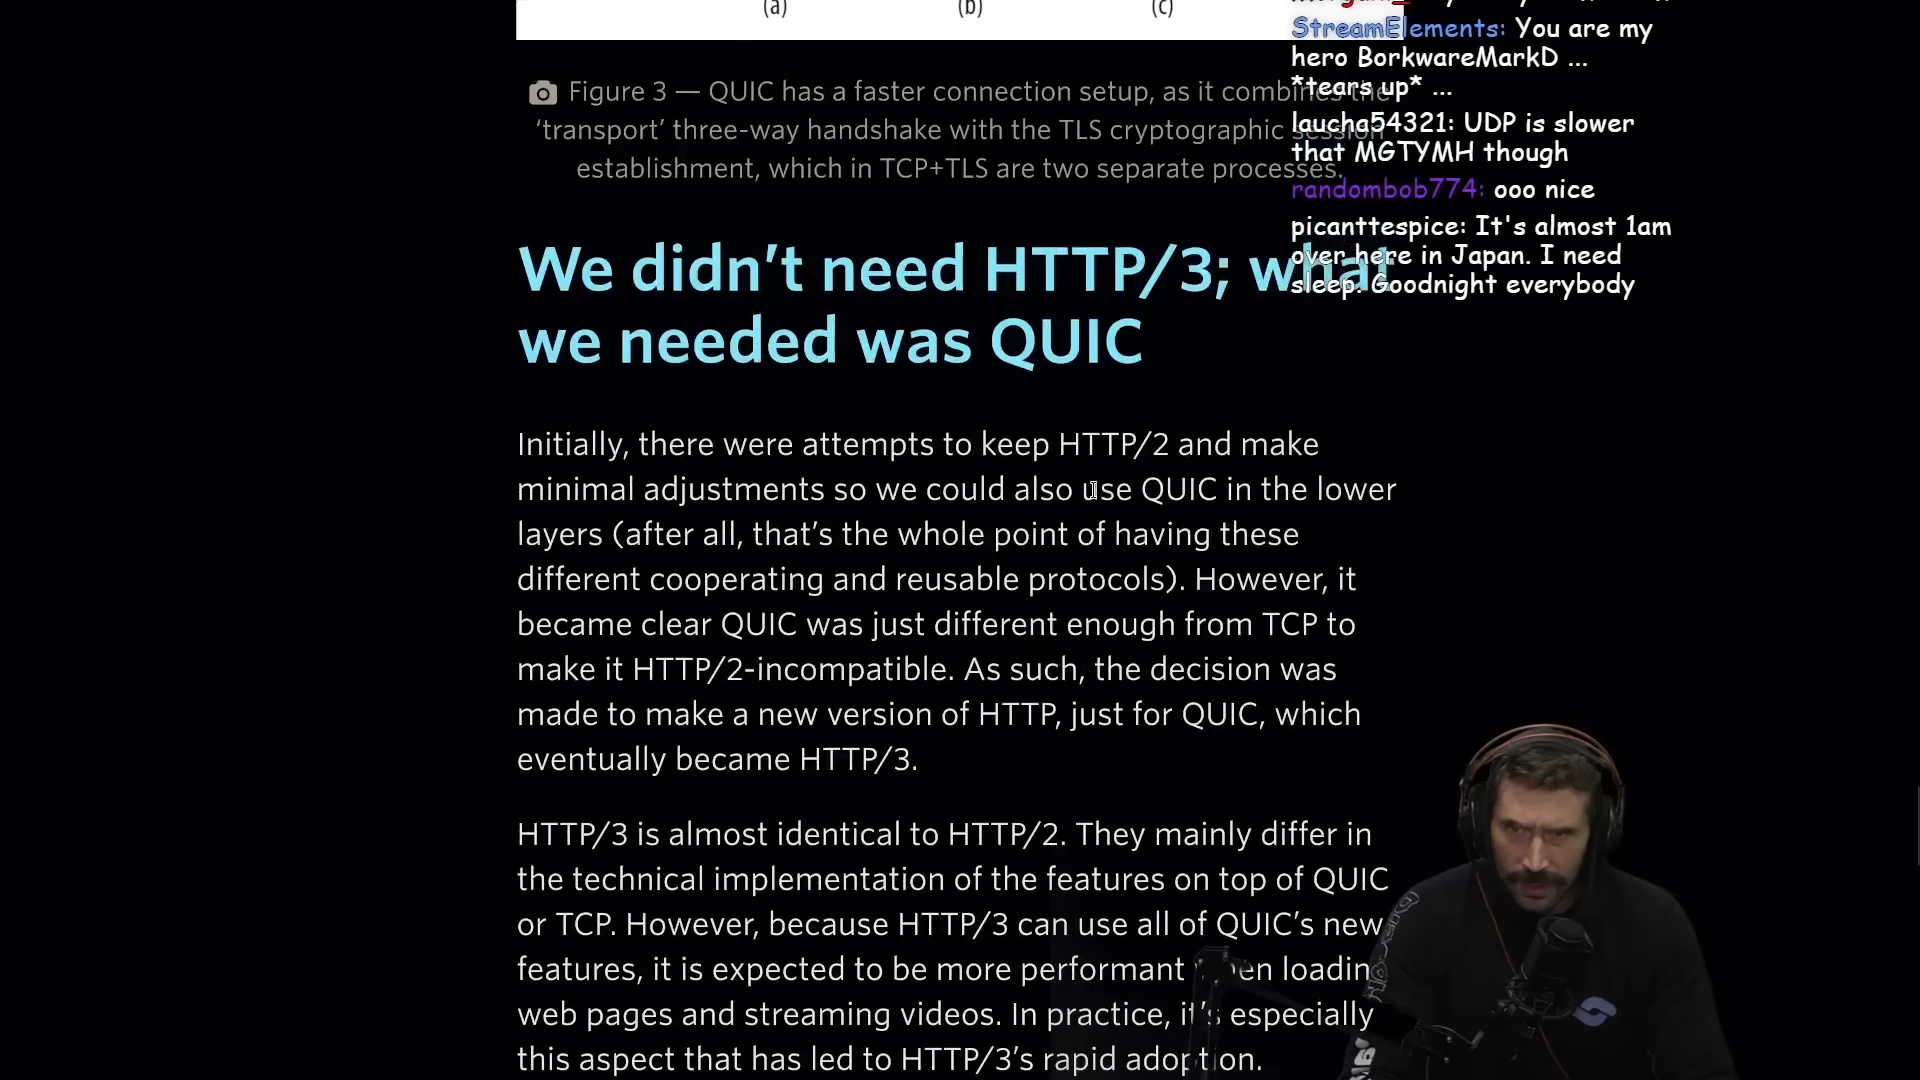 (a) (b) (c)
Figure 3 — QUIC has a faster connection setup, as it combines the
‘transport’ three-way handshake with the TLS cryptographic session
establishment, which in TCP+TLS are two separate processes.
We didn’t need HTTP/3; what
we needed was QUIC
Initially, there were attempts to keep HTTP/2 and make
minimal adjustments so we could also use QUIC in the lower
layers (after all, that’s the whole point of having these
different cooperating and reusable protocols). However, it
became clear QUIC was just different enough from TCP to
make it HTTP/2-incompatible. As such, the decision was
made to make a new version of HTTP, just for QUIC, which
eventually became HTTP/3.
HTTP/3 is almost identical to HTTP/2. They mainly differ in
the technical implementation of the features on top of QUIC
or TCP. However, because HTTP/3 can use all of QUIC’s new
features, it is expected to be more performant when loading
web pages and streaming videos. In practice, it’s especially
this aspect that has led to HTTP/3’s rapid adoption.
StreamElements: You are my
hero BorkwareMarkD ...
*tears up* ...
laucha54321: UDP is slower
that MGTYMH though
randombob774: ooo nice
picanttespice: It's almost 1am
over here in Japan. I need
sleep. Goodnight everybody